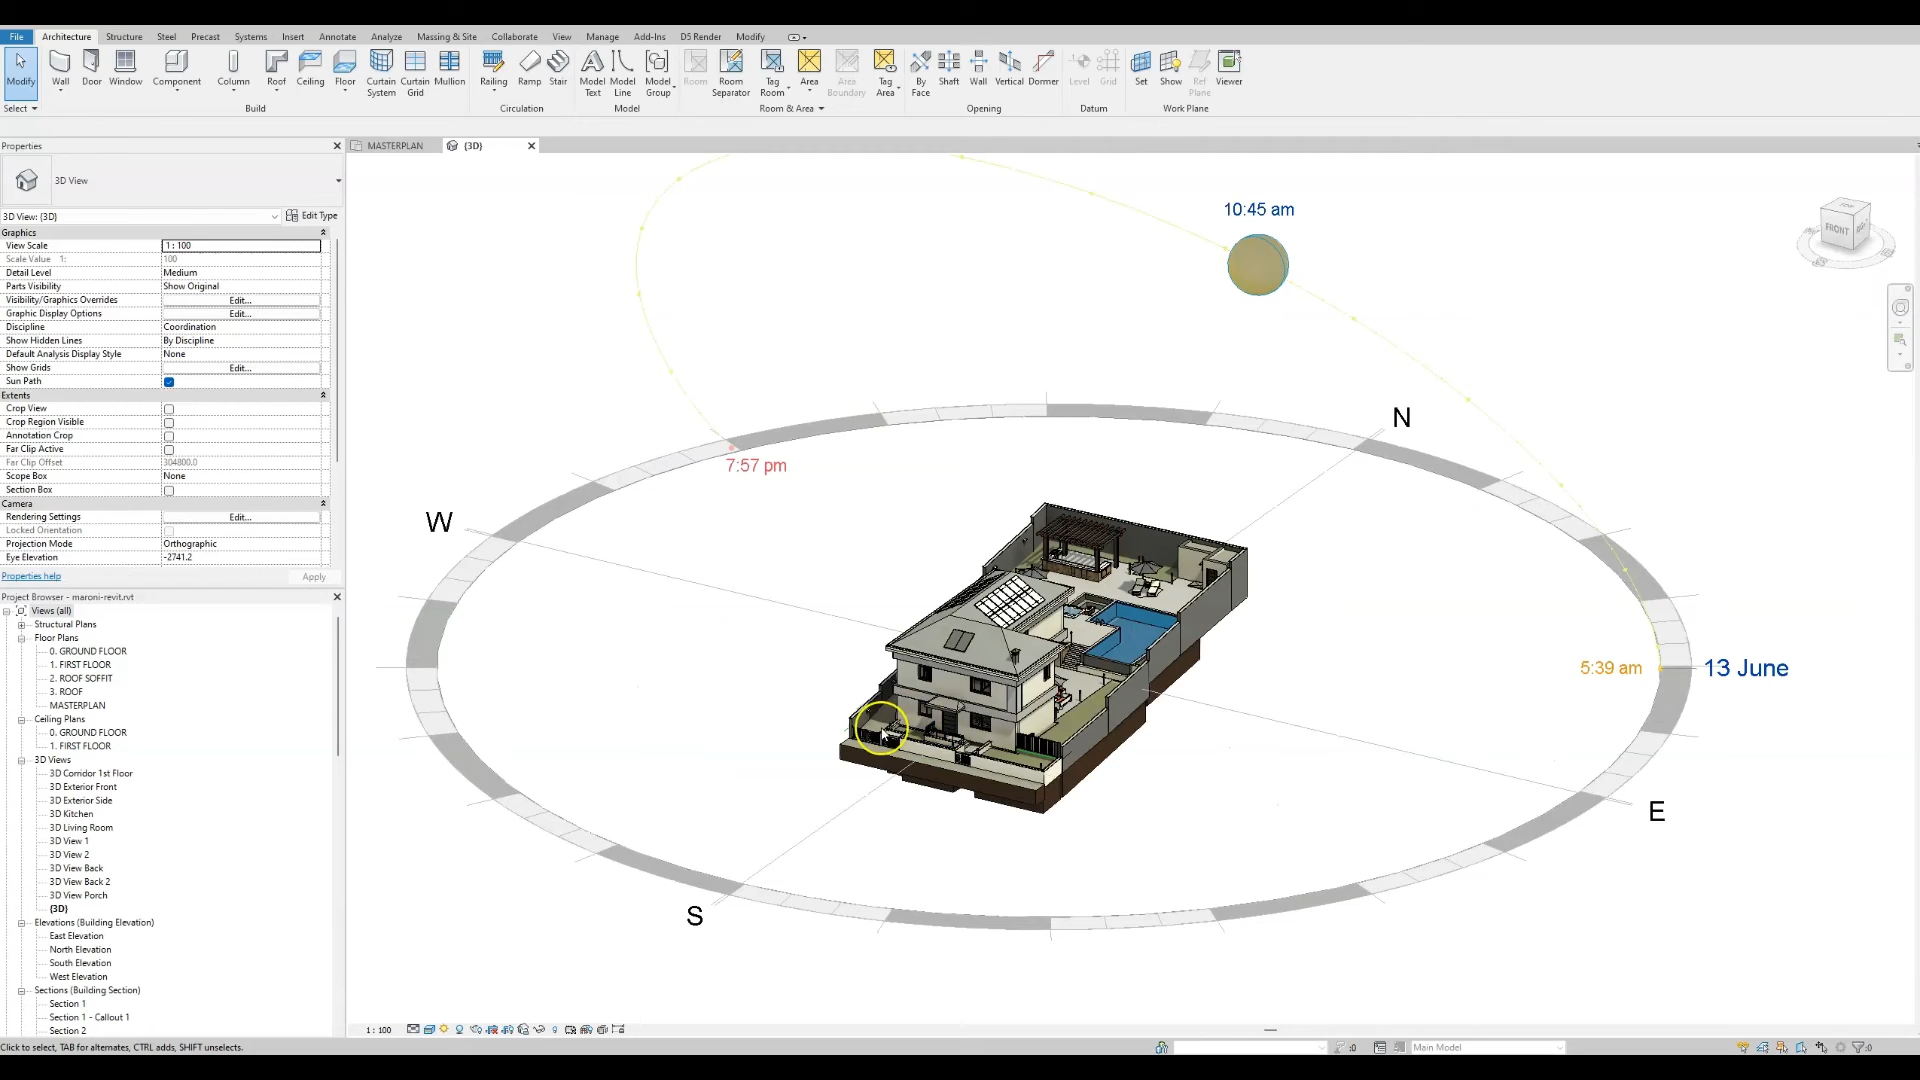 File Architecture Structure Steel Precast Systems Insert Annotate Analyze Massing & Site Collaborate View Manage Add-Ins D5 Render Modify
Modify Wall Door Window Component Column Roof Ceiling Floor Curtain System Curtain Grid Mullion Railing Ramp Stair Model Text Model Line Model Group Room Room Separator Tag Room Area Area Boundary Tag Area By Face Shaft Wall Vertical Dormer Level Grid Set Show Ref Plane Viewer
Select Build Circulation Model Room & Area Opening Datum Work Plane
Properties
MASTERPLAN {3D}
3D View
3D View: {3D} Edit Type
Graphics
View Scale 1 : 100
Scale Value 1: 100
Detail Level Medium
Parts Visibility Show Original
Visibility/Graphics Overrides Edit...
Graphic Display Options Edit...
Discipline Coordination
Show Hidden Lines By Discipline
Default Analysis Display Style None
Show Grids Edit...
Sun Path
Extents
Crop View
Crop Region Visible
Annotation Crop
Far Clip Active
Far Clip Offset 304800.0
Scope Box None
Section Box
Camera
Rendering Settings Edit...
Locked Orientation
Projection Mode Orthographic
Eye Elevation -2741.2
Properties help Apply
Project Browser - maroni-revit.rvt
Views (all)
Structural Plans
Floor Plans
0. GROUND FLOOR
1. FIRST FLOOR
2. ROOF SOFFIT
3. ROOF
MASTERPLAN
Ceiling Plans
0. GROUND FLOOR
1. FIRST FLOOR
3D Views
3D Corridor 1st Floor
3D Exterior Front
3D Exterior Side
3D Kitchen
3D Living Room
3D View 1
3D View 2
3D View Back
3D View Back 2
3D View Porch
{3D}
Elevations (Building Elevation)
East Elevation
North Elevation
South Elevation
West Elevation
Sections (Building Section)
Section 1
Section 1 - Callout 1
Section 2
10:45 am
TOP
FRONT
N
7:57 pm
W
5:39 am 13 June
E
S
1 : 100
Click to select, TAB for alternates, CTRL adds, SHIFT unselects.
:0 Main Model :0